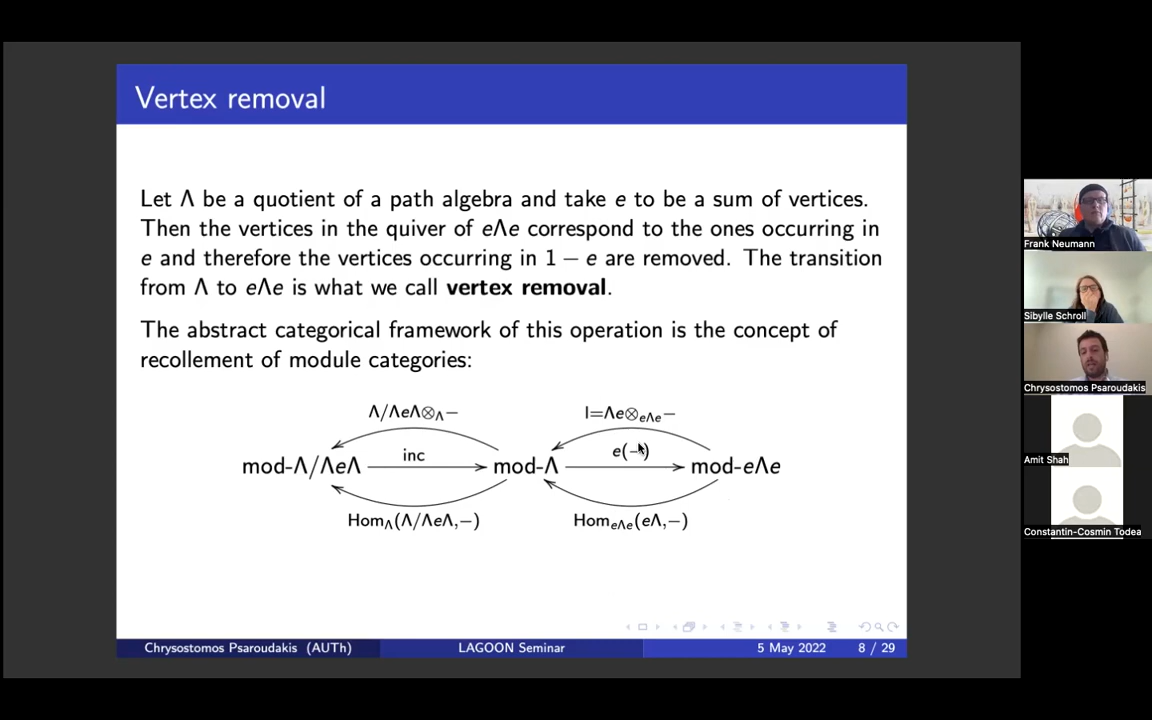 Vertex removal
Let Λ be a quotient of a path algebra and take e to be a sum of vertices.
Then the vertices in the quiver of eΛe correspond to the ones occurring in
e and therefore the vertices occurring in 1 − e are removed. The transition
from Λ to eΛe is what we call vertex removal.
The abstract categorical framework of this operation is the concept of
recollement of module categories:
Λ/ΛeΛ⊗Λ− l=Λe⊗eΛe−
inc e(−)
mod-Λ/ΛeΛ mod-Λ mod-eΛe
HomΛ(Λ/ΛeΛ,−) HomeΛe(eΛ,−)
Chrysostomos Psaroudakis (AUTh) LAGOON Seminar 5 May 2022 8 / 29
Frank Neumann
Sibylle Schroll
Chrysostomos Psaroudakis
Amit Shah
Constantin-Cosmin Todea